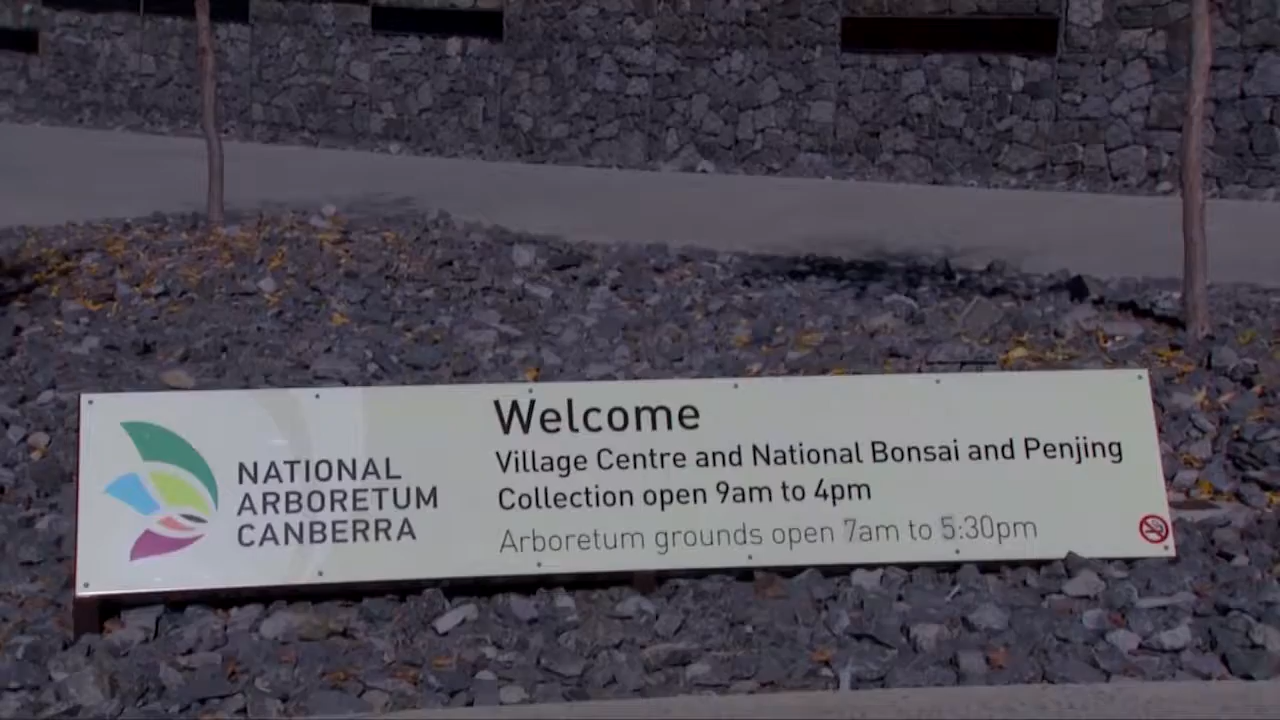 NATIONAL
ARBORETUM
CANBERRA
Welcome
Village Centre and National Bonsai and Penjing
Collection open 9am to 4pm
Arboretum grounds open 7am to 5:30pm